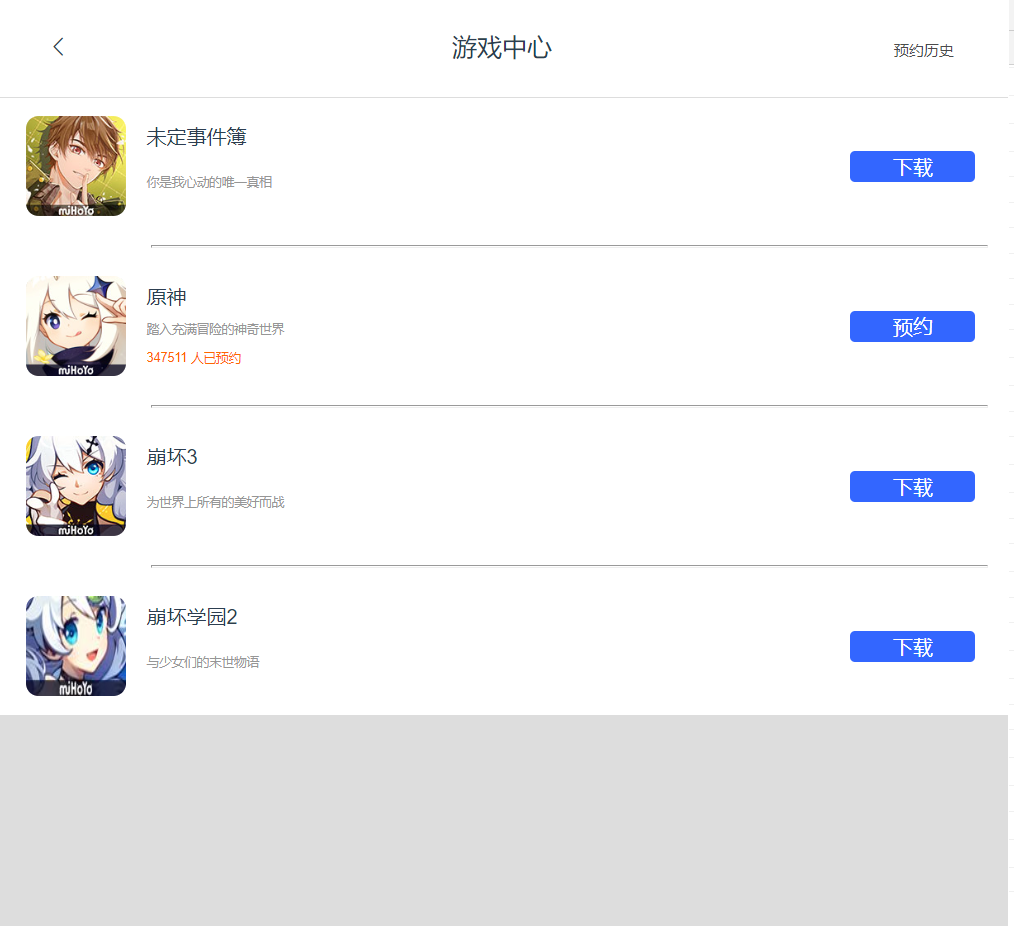 游戏中心
预约历史
未定事件簿
你是我心动的唯一真相
下载
miHoYo
原神
踏入充满冒险的神奇世界
347511 人已预约
预约
miHoYo
崩坏3
为世界上所有的美好而战
下载
miHoYo
崩坏学园2
与少女们的末世物语
下载
miHoYo